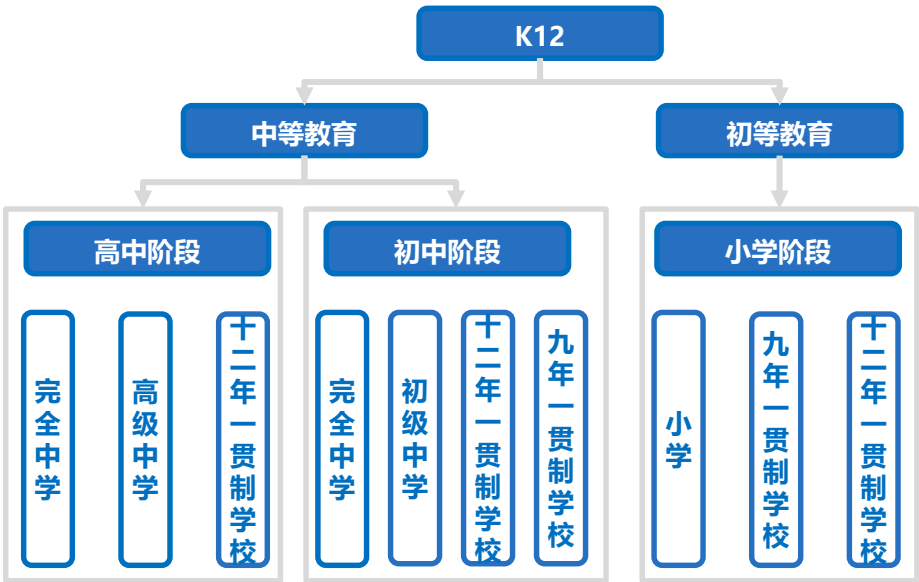 K12
中等教育
初等教育
高中阶段
初中阶段
小学阶段
完全中学
高级中学
十二年一贯制学校
完全中学
初级中学
十二年一贯制学校
九年一贯制学校
小学
九年一贯制学校
十二年一贯制学校